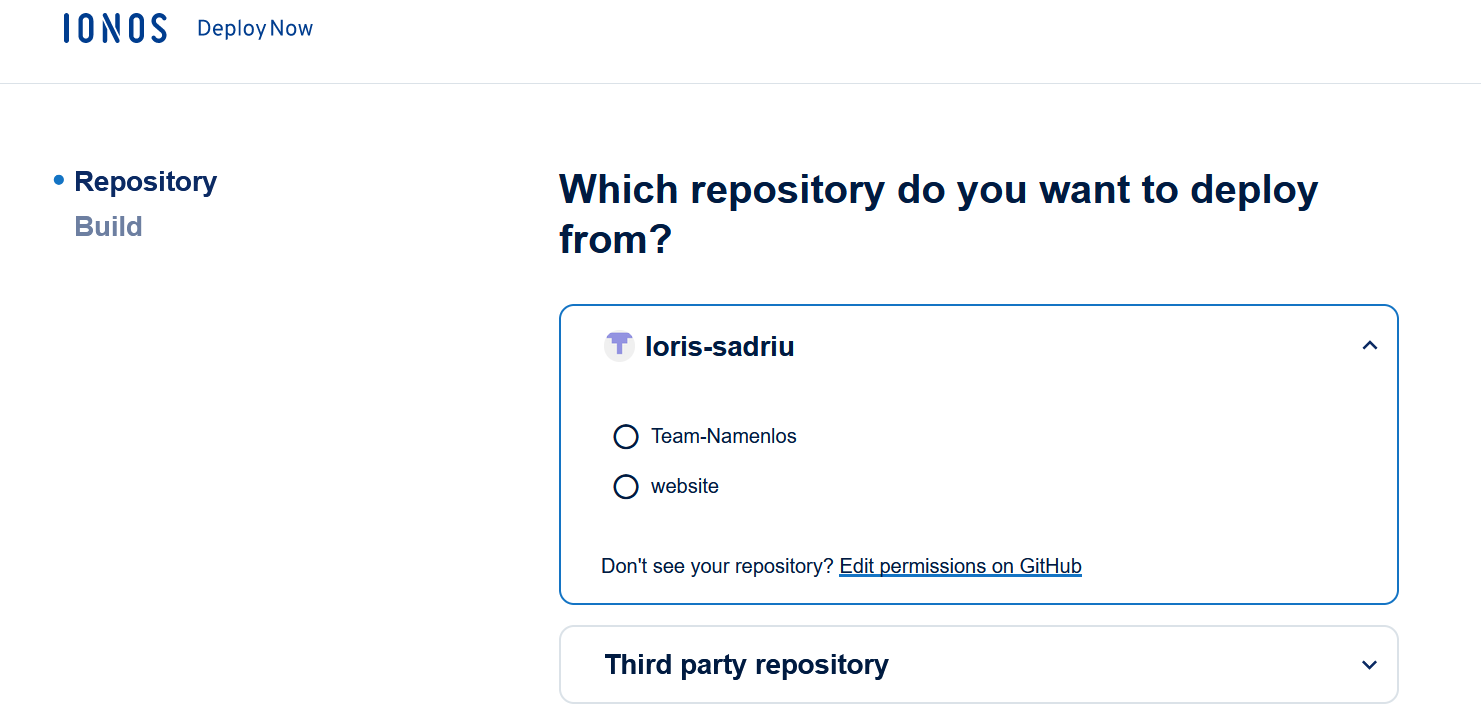 IONOS Deploy Now
Repository
Build
Which repository do you want to deploy
from?
loris-sadriu
Team-Namenlos
website
Don't see your repository? Edit permissions on GitHub
Third party repository